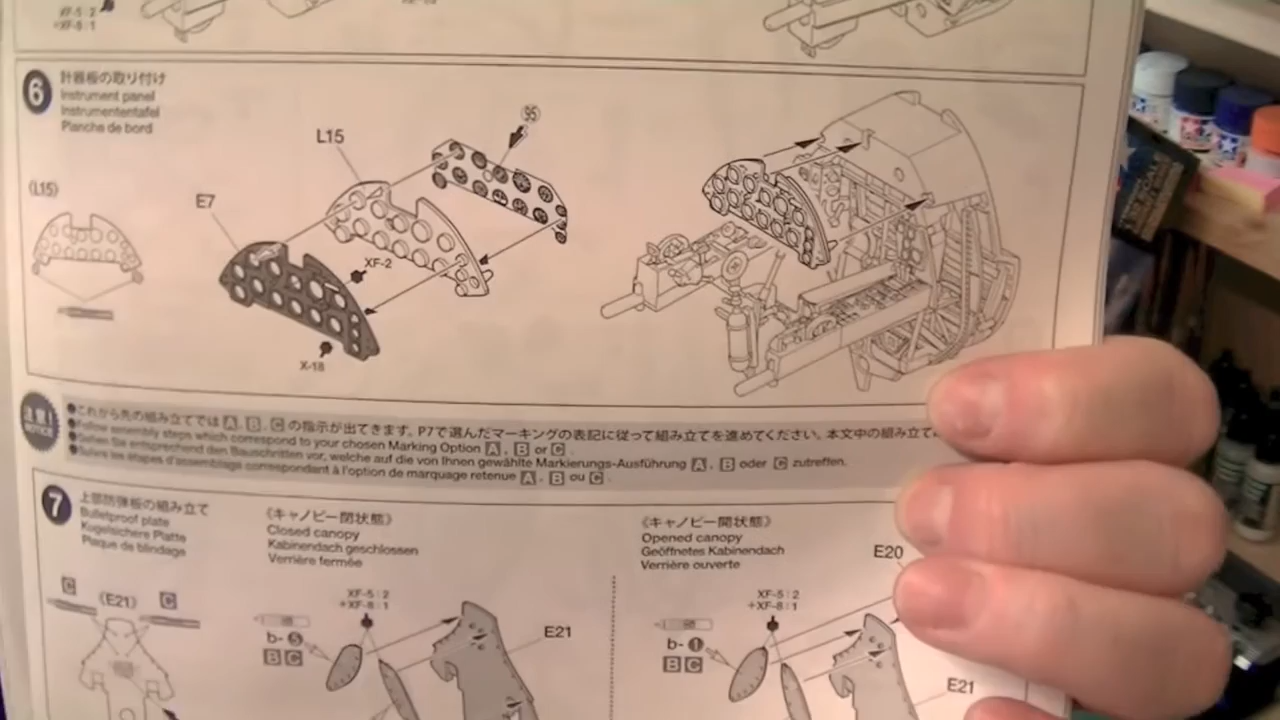 XF-5:2
+XF-8:1
6
計器板の取り付け
Instrument panel
Instrumententafel
Planche de bord
(L15)
L15
95
E7
XF-2
X-18
注意!
NOTICE
●これから先の組み立てでは A, B, C の指示が出てきます。P7で選んだマーキングの表記に従って組み立てを進めてください。本文中の組み立て
●Follow assembly steps which correspond to your chosen Marking Option A, B or C.
●Gehen Sie entsprechend den Bauschritten vor, welche auf die von Ihnen gewählte Markierungs-Ausführung A, B oder C zutreffen.
●Suivre les étapes d'assemblage correspondant à l'option de marquage retenue A, B ou C.
7
上部防弾板の組み立て
Bulletproof plate
Kugelsichere Platte
Plaque de blindage
《キャノピー閉状態》
Closed canopy
Kabinendach geschlossen
Verrière fermée
《キャノピー開状態》
Opened canopy
Geöffnetes Kabinendach
Verrière ouverte
E20
C
(E21)
C
XF-5:2
+XF-8:1
b-5
B C
E21
XF-5:2
+XF-8:1
b-1
B C
E21